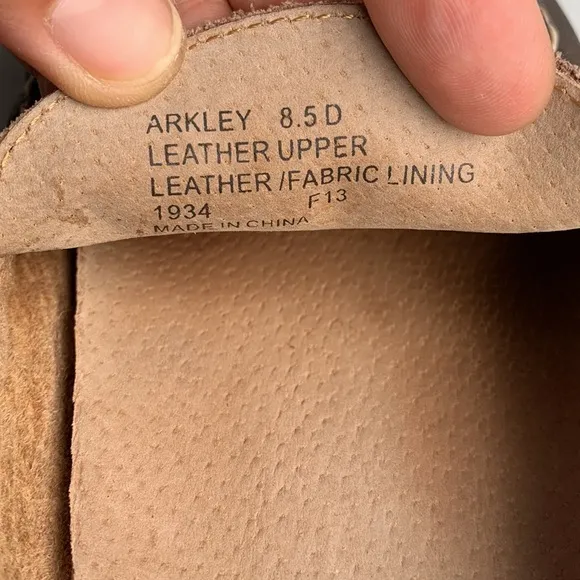 ARKLEY 8.5 D
LEATHER UPPER
LEATHER /FABRIC LINING
1934 F13
MADE IN CHINA